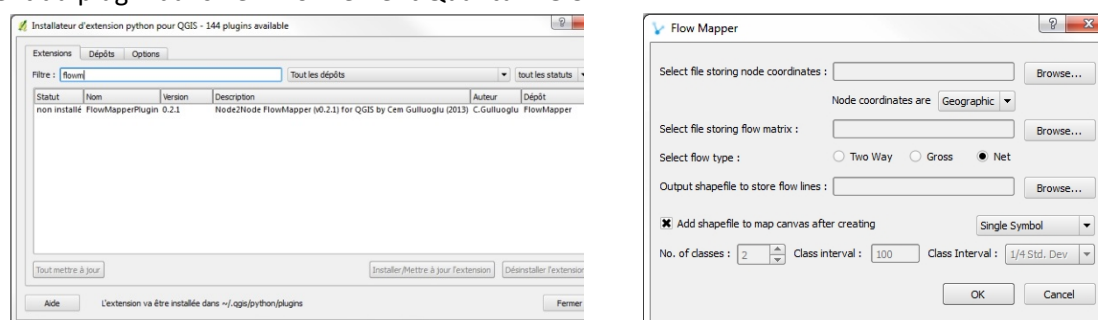 Installateur d'extension python pour QGIS - 144 plugins available
Extensions Dépôts Options
Filtre : flowm Tout les dépôts tout les statuts
Statut Nom Version Description Auteur Dépôt
non installé FlowMapperPlugin 0.2.1 Node2Node FlowMapper (v0.2.1) for QGIS by Cem Gulluoglu (2013) C.Gulluoglu FlowMapper
Tout mettre à jour Installer/Mettre à jour l'extension Désinstaller l'extension
Aide L'extension va être installée dans ~/.qgis/python/plugins Fermer
Flow Mapper
Select file storing node coordinates : Browse...
Node coordinates are Geographic
Select file storing flow matrix : Browse...
Select flow type : Two Way Gross Net
Output shapefile to store flow lines : Browse...
Add shapefile to map canvas after creating Single Symbol
No. of classes : 2 Class interval : 100 Class Interval : 1/4 Std. Dev
OK Cancel